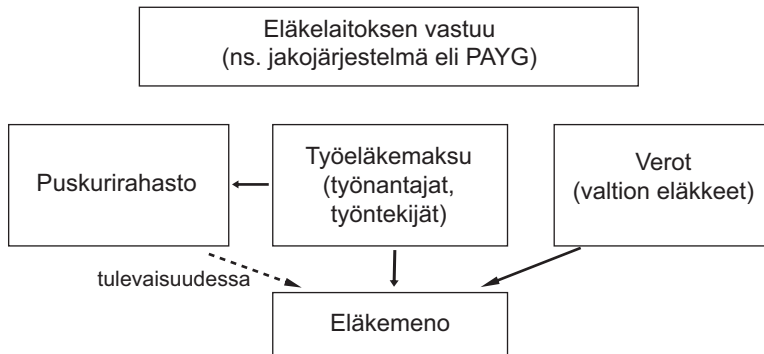 Eläkelaitoksen vastuu
(ns. jakojärjestelmä eli PAYG)
Puskurirahasto
Työeläkemaksu
(työnantajat,
työntekijät)
Verot
(valtion eläkkeet)
tulevaisuudessa
Eläkemeno